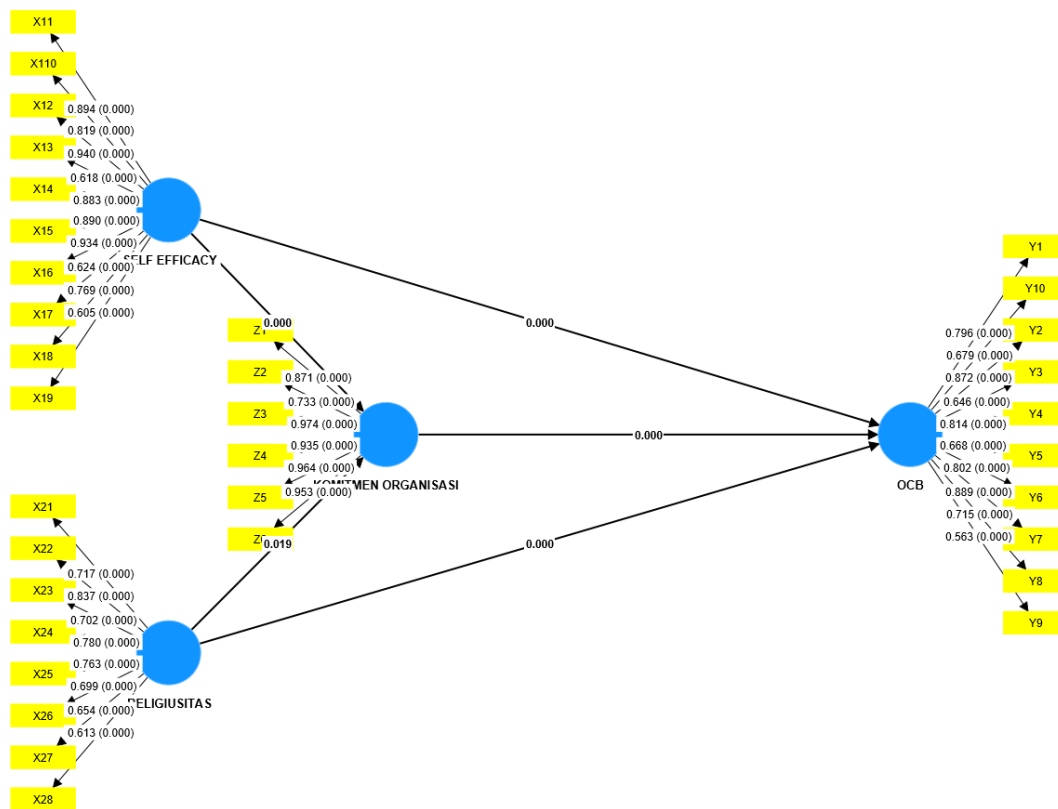 X11
X110
X12
X13
X14
X15
X16
X17
X18
X19
0.894 (0.000)
0.819 (0.000)
0.940 (0.000)
0.618 (0.000)
0.883 (0.000)
0.890 (0.000)
0.934 (0.000)
0.624 (0.000)
0.769 (0.000)
0.605 (0.000)
SELF EFFICACY
0.000
0.000
Z2
Z3
Z4
Z5
0.871 (0.000)
0.733 (0.000)
0.974 (0.000)
0.935 (0.000)
0.964 (0.000)
0.953 (0.000)
KOMITMEN ORGANISASI
0.000
0.019
0.000
X21
X22
X23
X24
X25
X26
X27
X28
0.717 (0.000)
0.837 (0.000)
0.702 (0.000)
0.780 (0.000)
0.763 (0.000)
0.699 (0.000)
0.654 (0.000)
0.613 (0.000)
RELIGIUSITAS
OCB
0.796 (0.000)
0.679 (0.000)
0.872 (0.000)
0.646 (0.000)
0.814 (0.000)
0.668 (0.000)
0.802 (0.000)
0.889 (0.000)
0.715 (0.000)
0.563 (0.000)
Y1
Y10
Y2
Y3
Y4
Y5
Y6
Y7
Y8
Y9